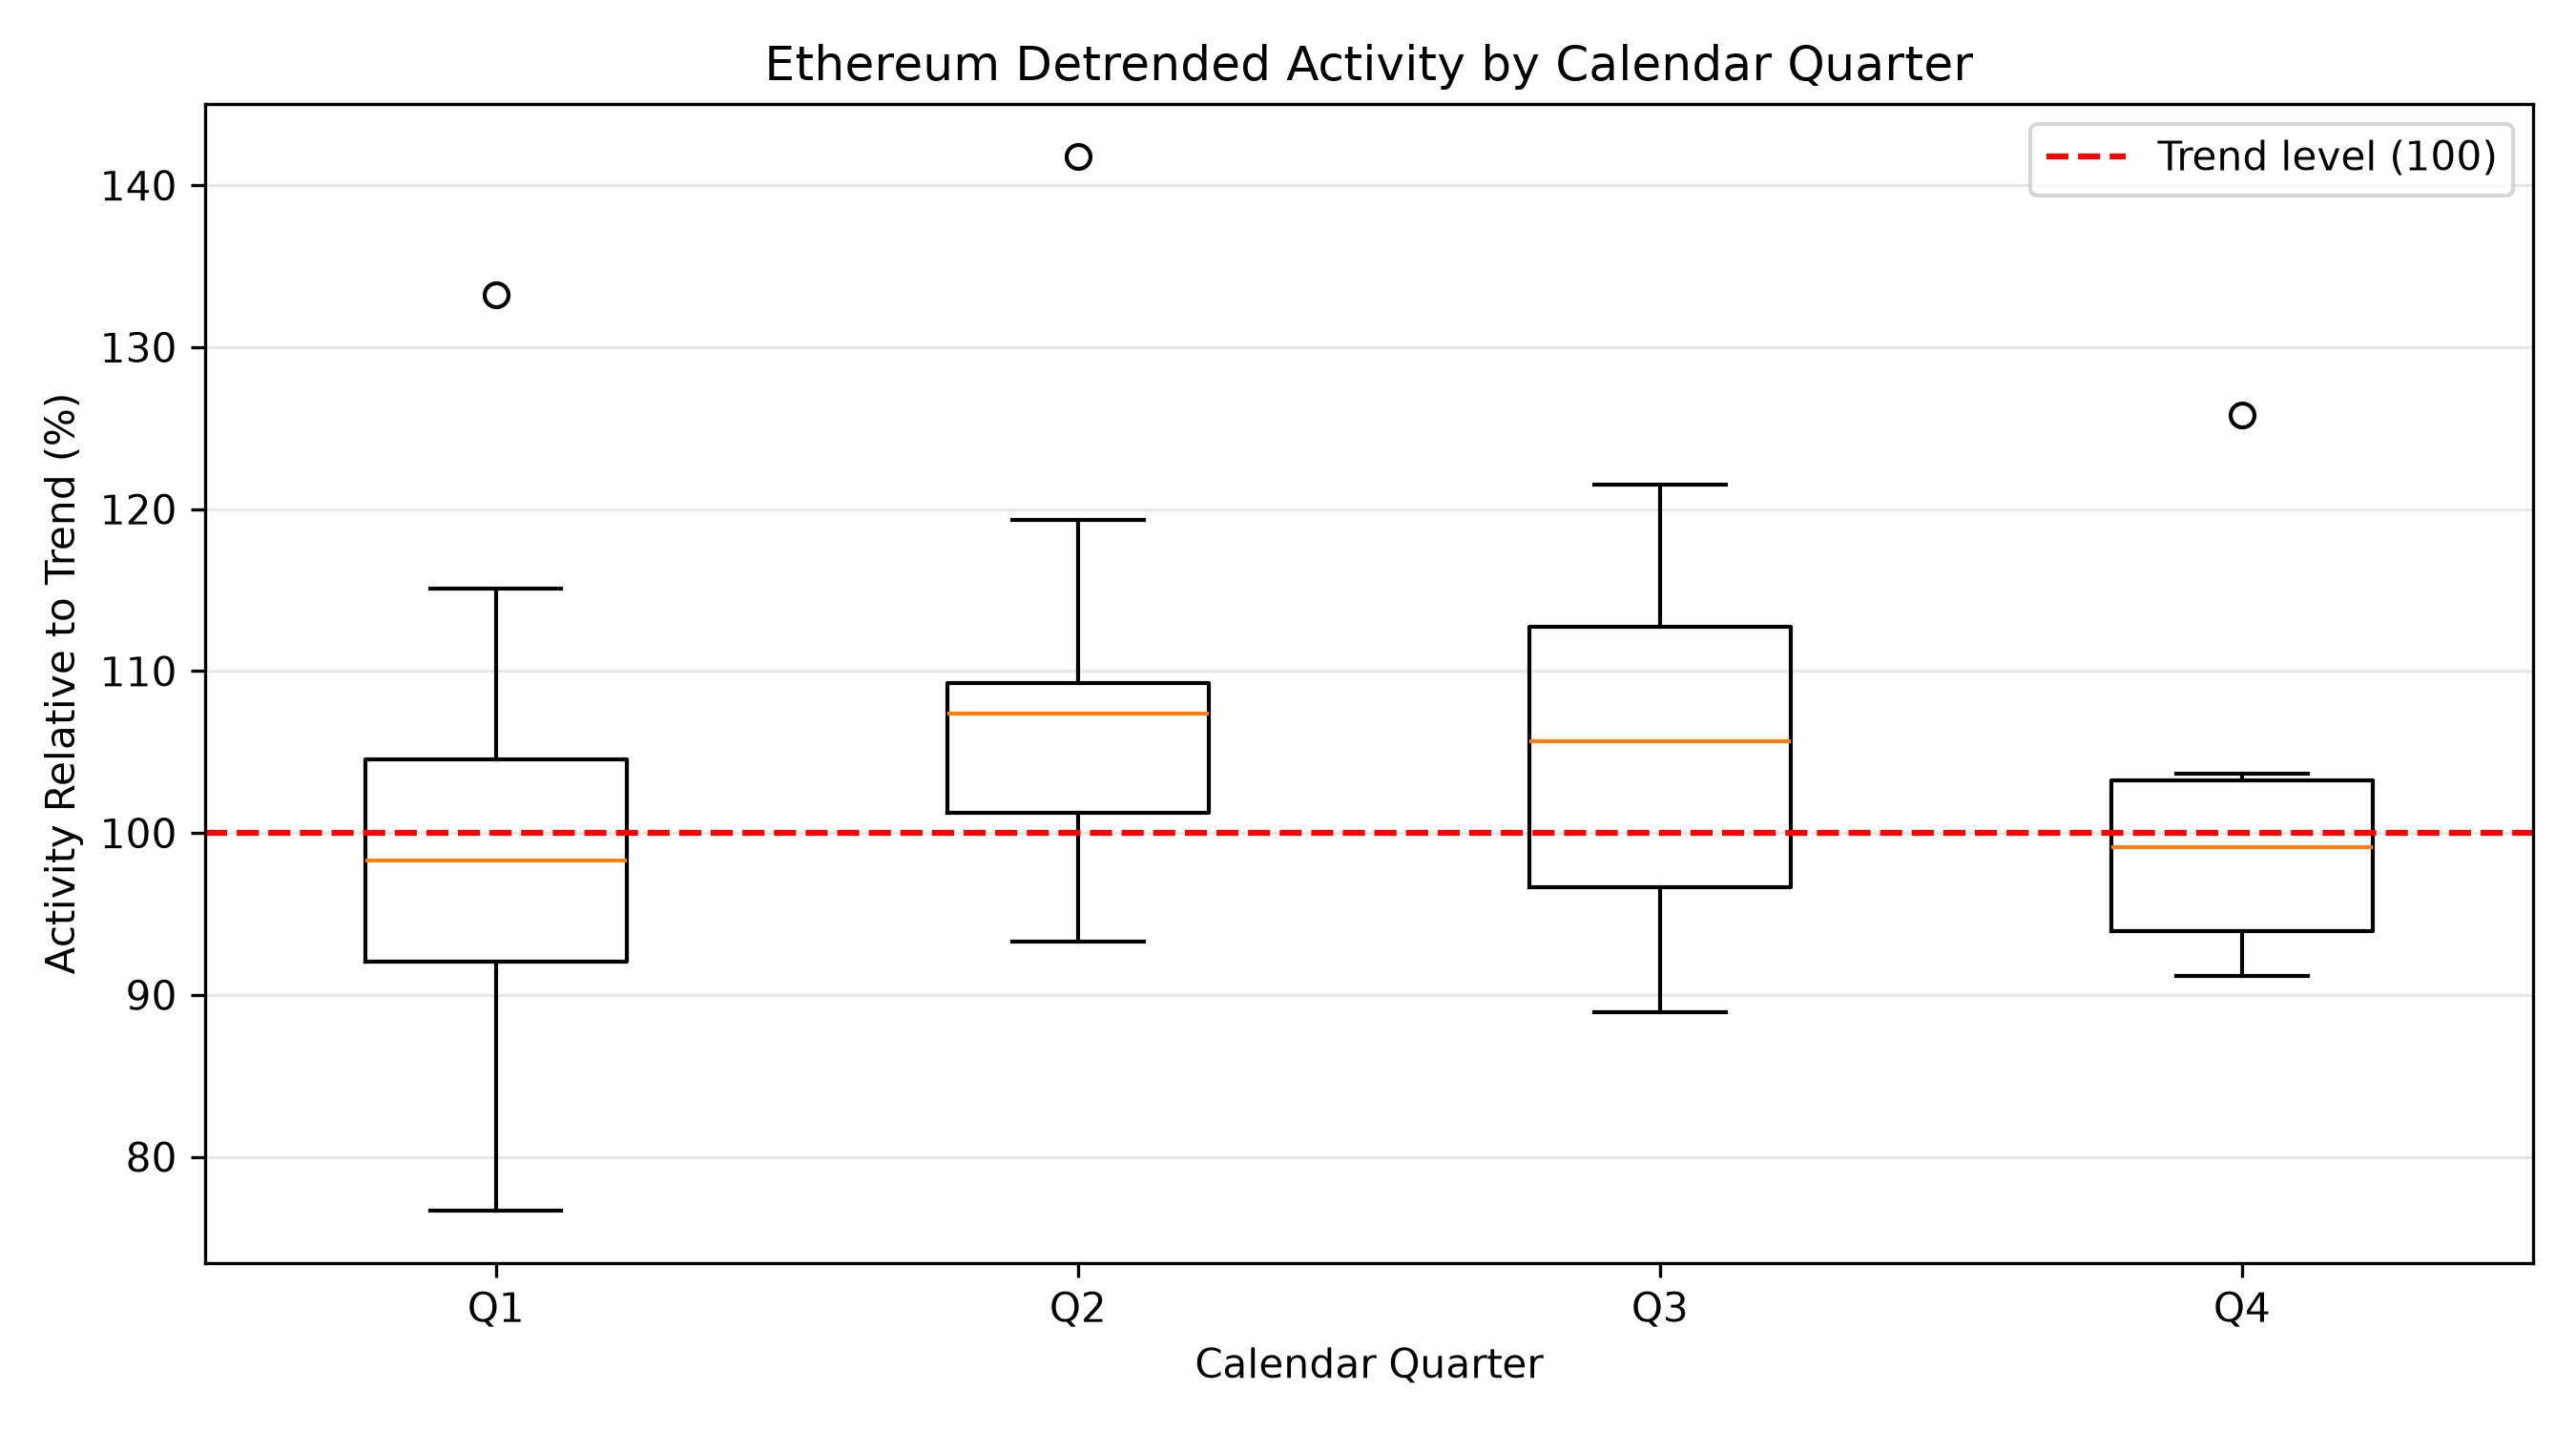 Ethereum Detrended Activity by Calendar Quarter
Trend level (100)
Activity Relative to Trend (%)
140
130
120
110
100
90
80
Q1 Q2 Q3 Q4
Calendar Quarter